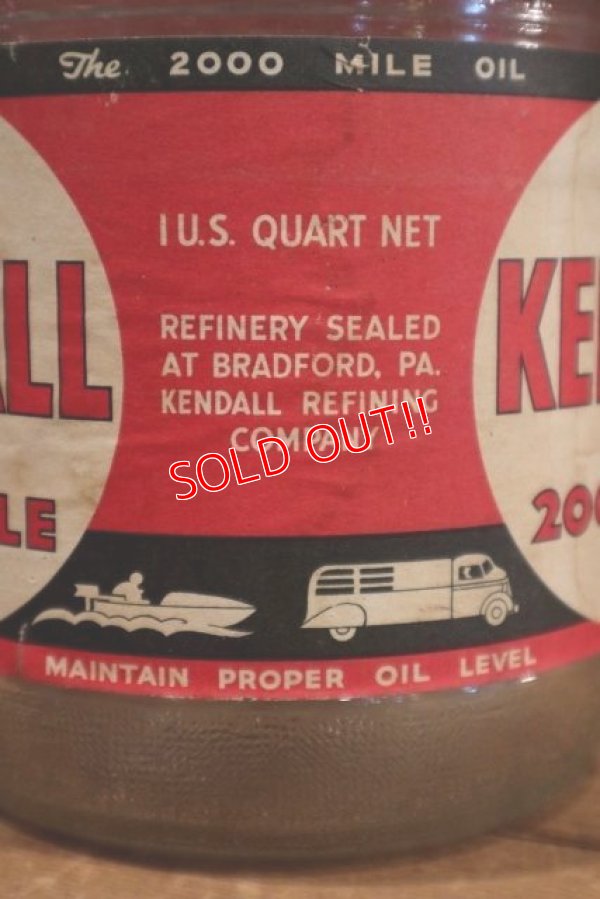 The 2000 MILE OIL
1 U.S. QUART NET
REFINERY SEALED
AT BRADFORD, PA.
KENDALL REFINING
COMPANY
SOLD OUT!!
ALL
KE
LE
200
MAINTAIN PROPER OIL LEVEL